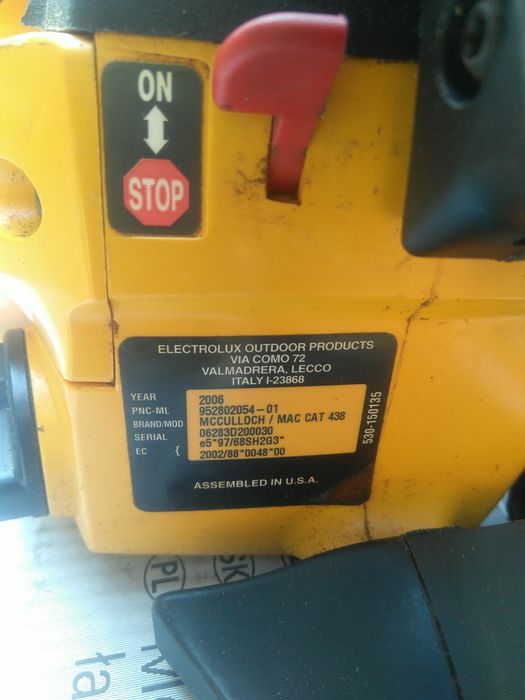 ON
STOP
ELECTROLUX OUTDOOR PRODUCTS
VIA COMO 72
VALMADRERA, LECCO
ITALY I-23868
YEAR 2006
PNC-ML 952802054-01
BRAND/MOD MCCULLOCH / MAC CAT 438
SERIAL 06283D200030
EC { e5*97/68SH2G3*
2002/88*0048*00
ASSEMBLED IN U.S.A.
530-150135
PL
SK